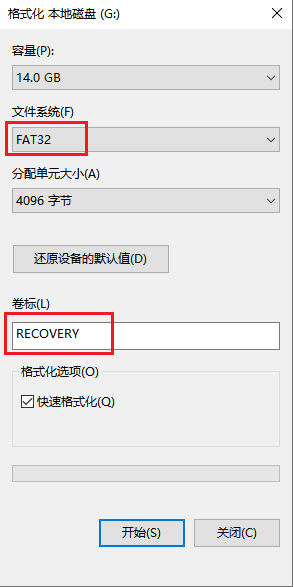 格式化 本地磁盘 (G:)
容量(P):
14.0 GB
文件系统(F)
FAT32
分配单元大小(A)
4096 字节
还原设备的默认值(D)
卷标(L)
RECOVERY
格式化选项(O)
快速格式化(Q)
开始(S)
关闭(C)